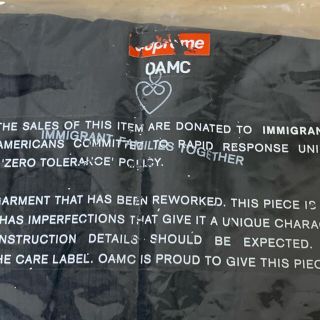 Supreme
OAMC
THE SALES OF THIS ITEM ARE DONATED TO IMMIGRAN
AMERICANS COMMITTED TO RAPID RESPONSE UNI
IMMIGRANT FAMILIES TOGETHER
'ZERO TOLERANCE' POLICY.
GARMENT THAT HAS BEEN REWORKED. THIS PIECE IS
HAS IMPERFECTIONS THAT GIVE IT A UNIQUE CHARAC
NSTRUCTION DETAILS SHOULD BE EXPECTED.
HE CARE LABEL. OAMC IS PROUD TO GIVE THIS PIEC